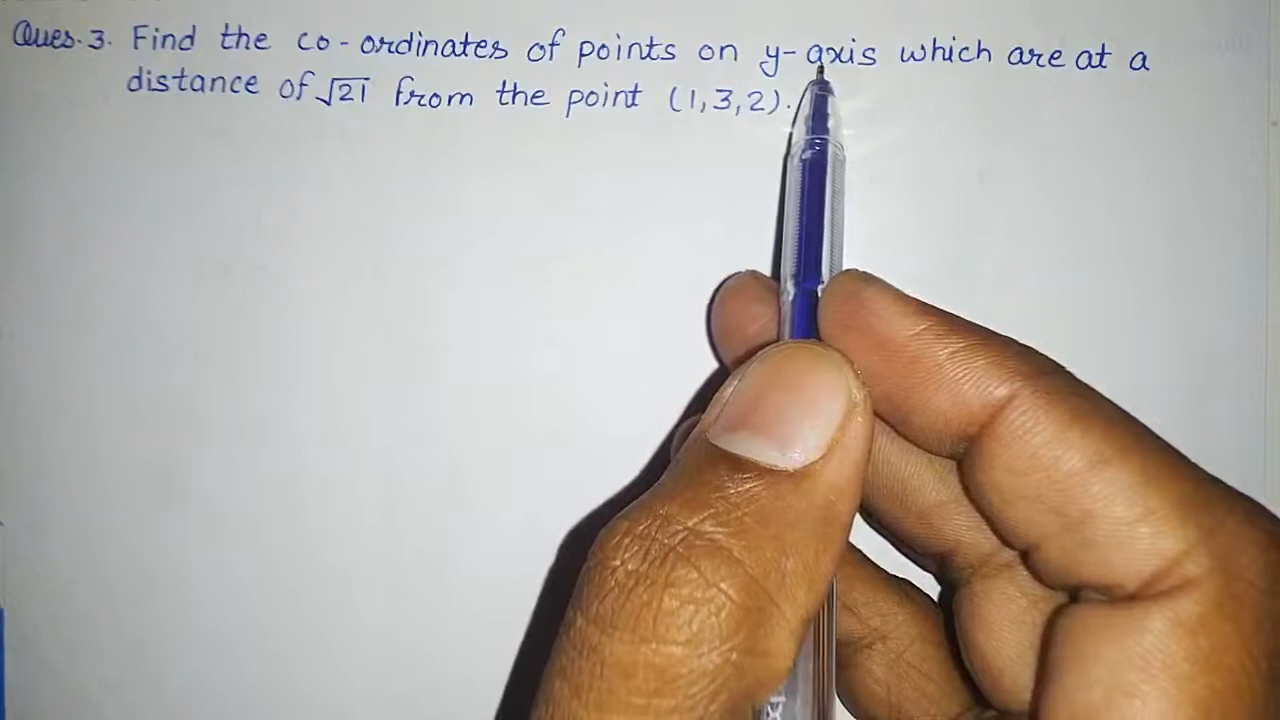 Ques. 3. Find the co-ordinates of points on y-axis which are at a
distance of √21 from the point (1,3,2).